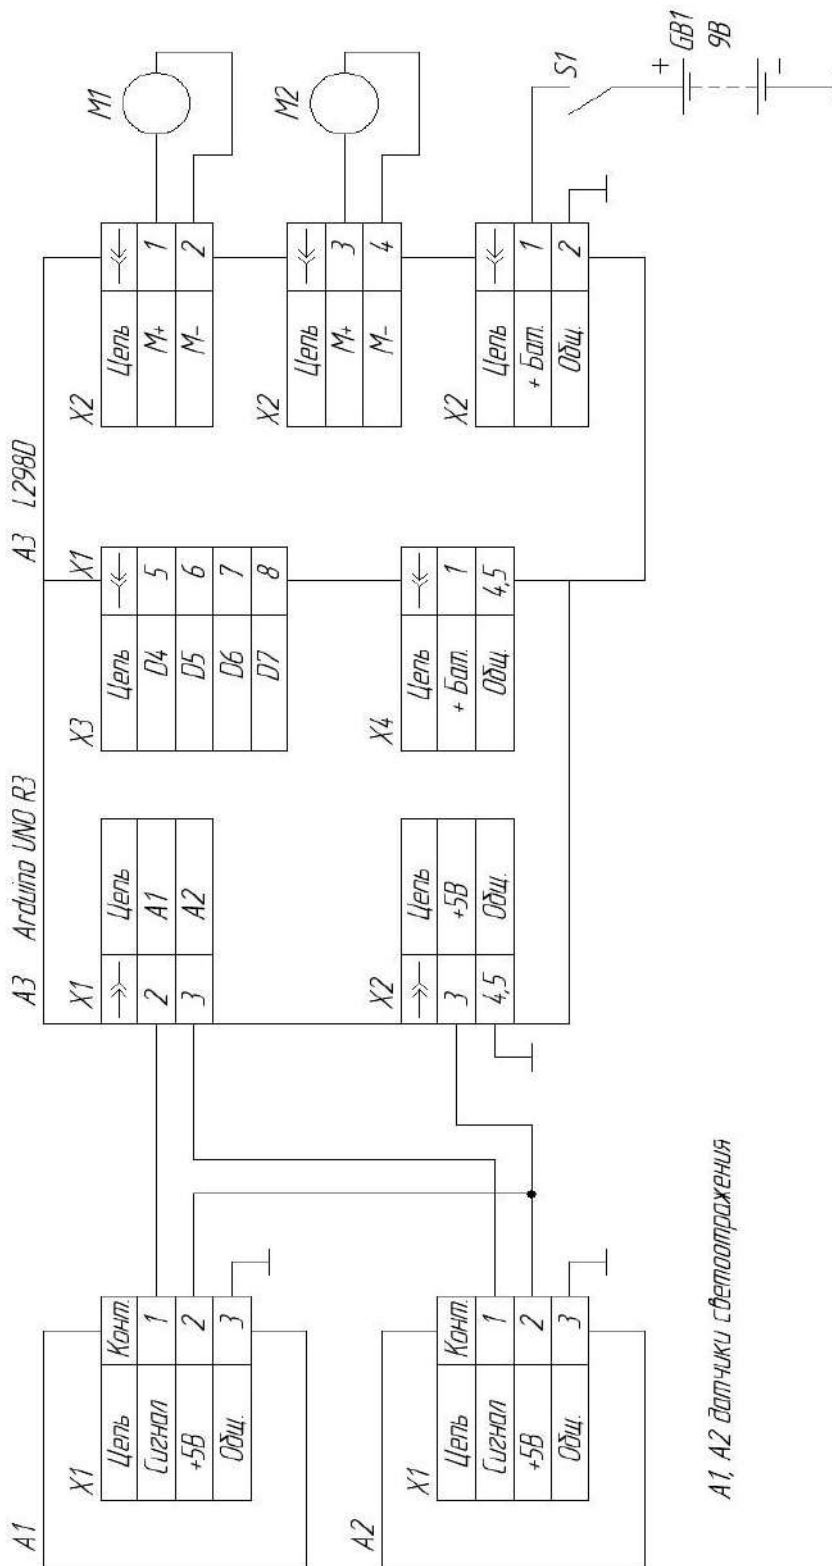 A1
X1
Цепь Конт.
Сигнал 1
+5В 2
Общ. 3
A2
X1
Цепь Конт.
Сигнал 1
+5В 2
Общ. 3
A1, A2 датчики светоотражения
A3 Arduino UNO R3
X1
Цепь
2 A1
3 A2
X2
Цепь
3 +5В
4,5 Общ.
X3 X1
Цепь
D4 5
D5 6
D6 7
D7 8
X4
Цепь
+ Бат. 1
Общ. 4,5
A3 L298D
X2
Цепь
M+ 1
M- 2
X2
Цепь
M+ 3
M- 4
X2
Цепь
+ Бат. 1
Общ. 2
M1
M2
S1
+
GB1
9В
-